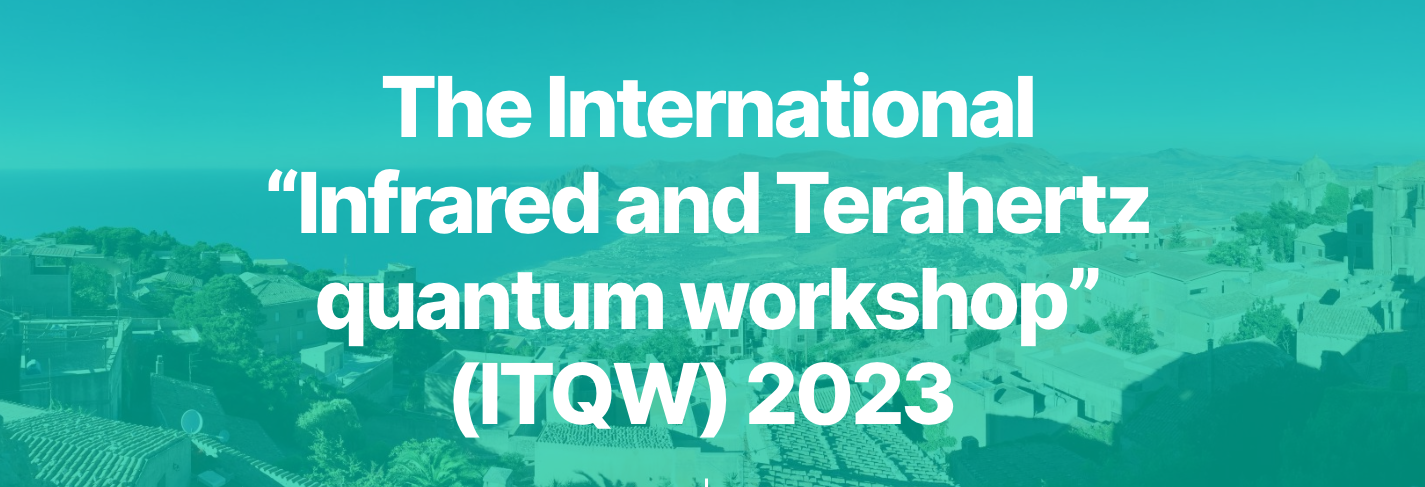 The International
“Infrared and Terahertz
quantum workshop”
(ITQW) 2023